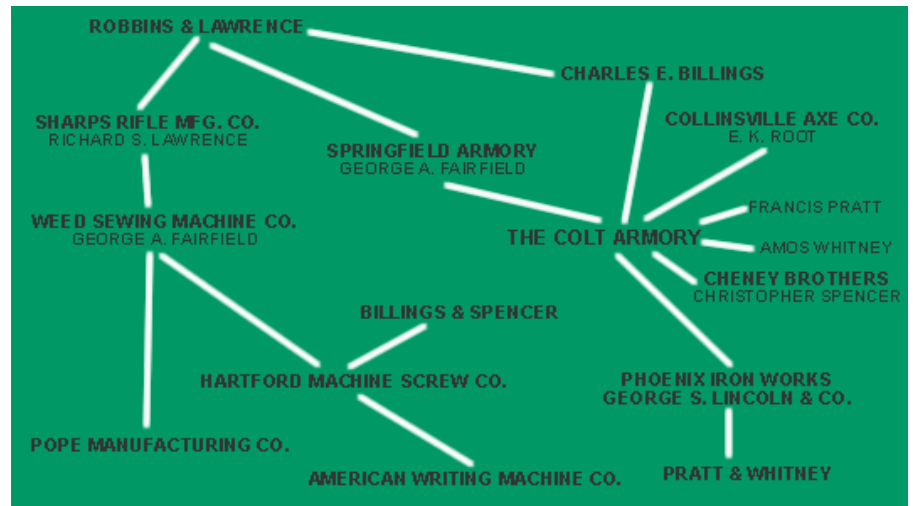 ROBBINS & LAWRENCE
CHARLES E. BILLINGS
SHARPS RIFLE MFG. CO.
RICHARD S. LAWRENCE
COLLINSVILLE AXE CO.
E. K. ROOT
SPRINGFIELD ARMORY
GEORGE A. FAIRFIELD
FRANCIS PRATT
WEED SEWING MACHINE CO.
GEORGE A. FAIRFIELD
THE COLT ARMORY
AMOS WHITNEY
CHENEY BROTHERS
CHRISTOPHER SPENCER
BILLINGS & SPENCER
HARTFORD MACHINE SCREW CO.
PHOENIX IRON WORKS
GEORGE S. LINCOLN & CO.
POPE MANUFACTURING CO.
AMERICAN WRITING MACHINE CO.
PRATT & WHITNEY